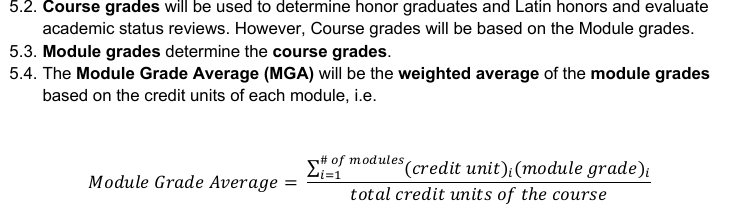 5.2. Course grades will be used to determine honor graduates and Latin honors and evaluate
academic status reviews. However, Course grades will be based on the Module grades.
5.3. Module grades determine the course grades.
5.4. The Module Grade Average (MGA) will be the weighted average of the module grades
based on the credit units of each module, i.e.
Module Grade Average = \frac{\sum_{i=1}^{\# of modules}(credit unit)_i(module grade)_i}{total credit units of the course}